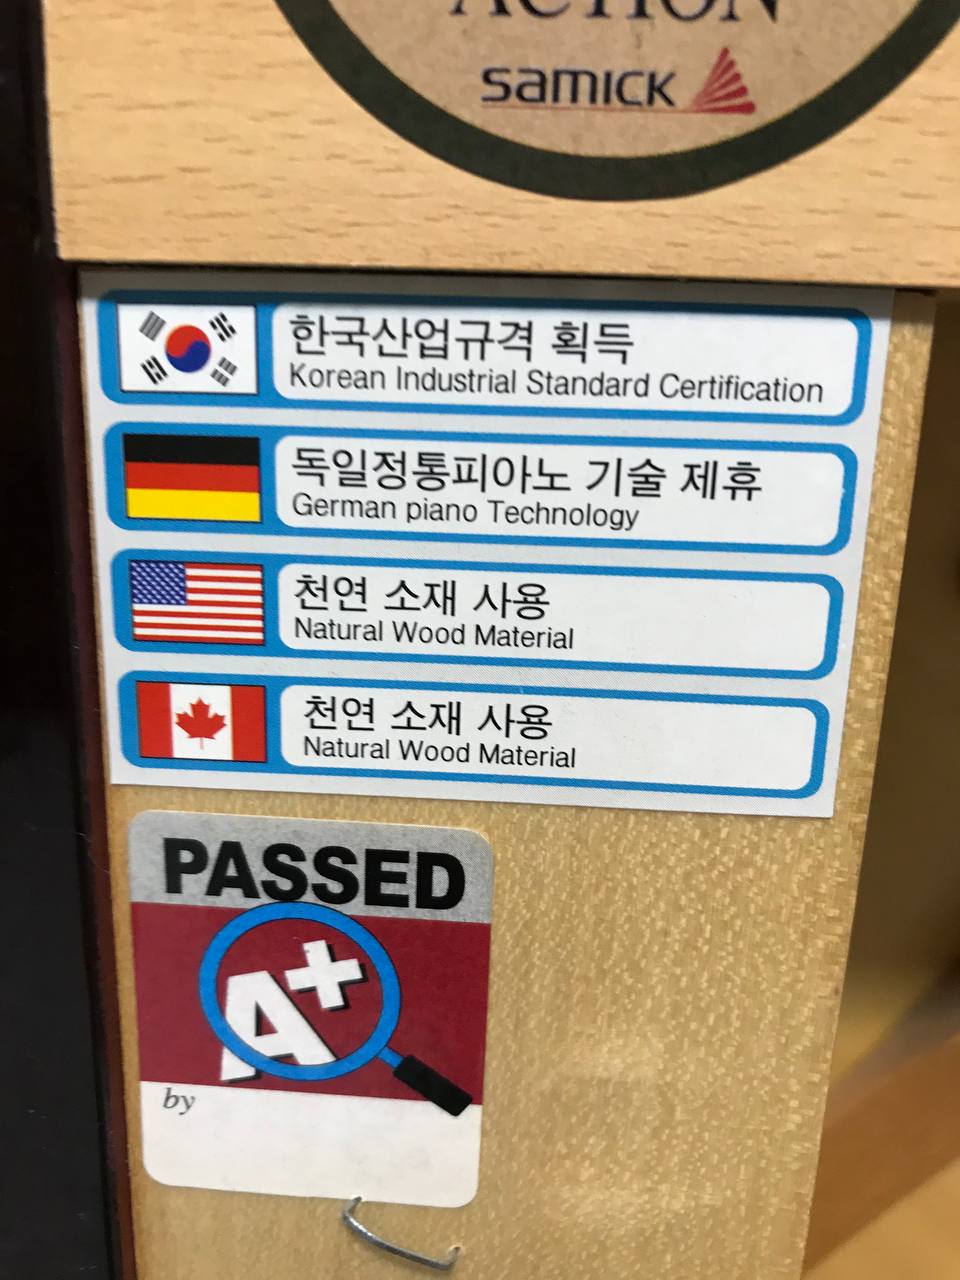 ACTION
SAMICK
한국산업규격 획득
Korean Industrial Standard Certification
독일정통피아노 기술 제휴
German piano Technology
천연 소재 사용
Natural Wood Material
천연 소재 사용
Natural Wood Material
PASSED
A+
by